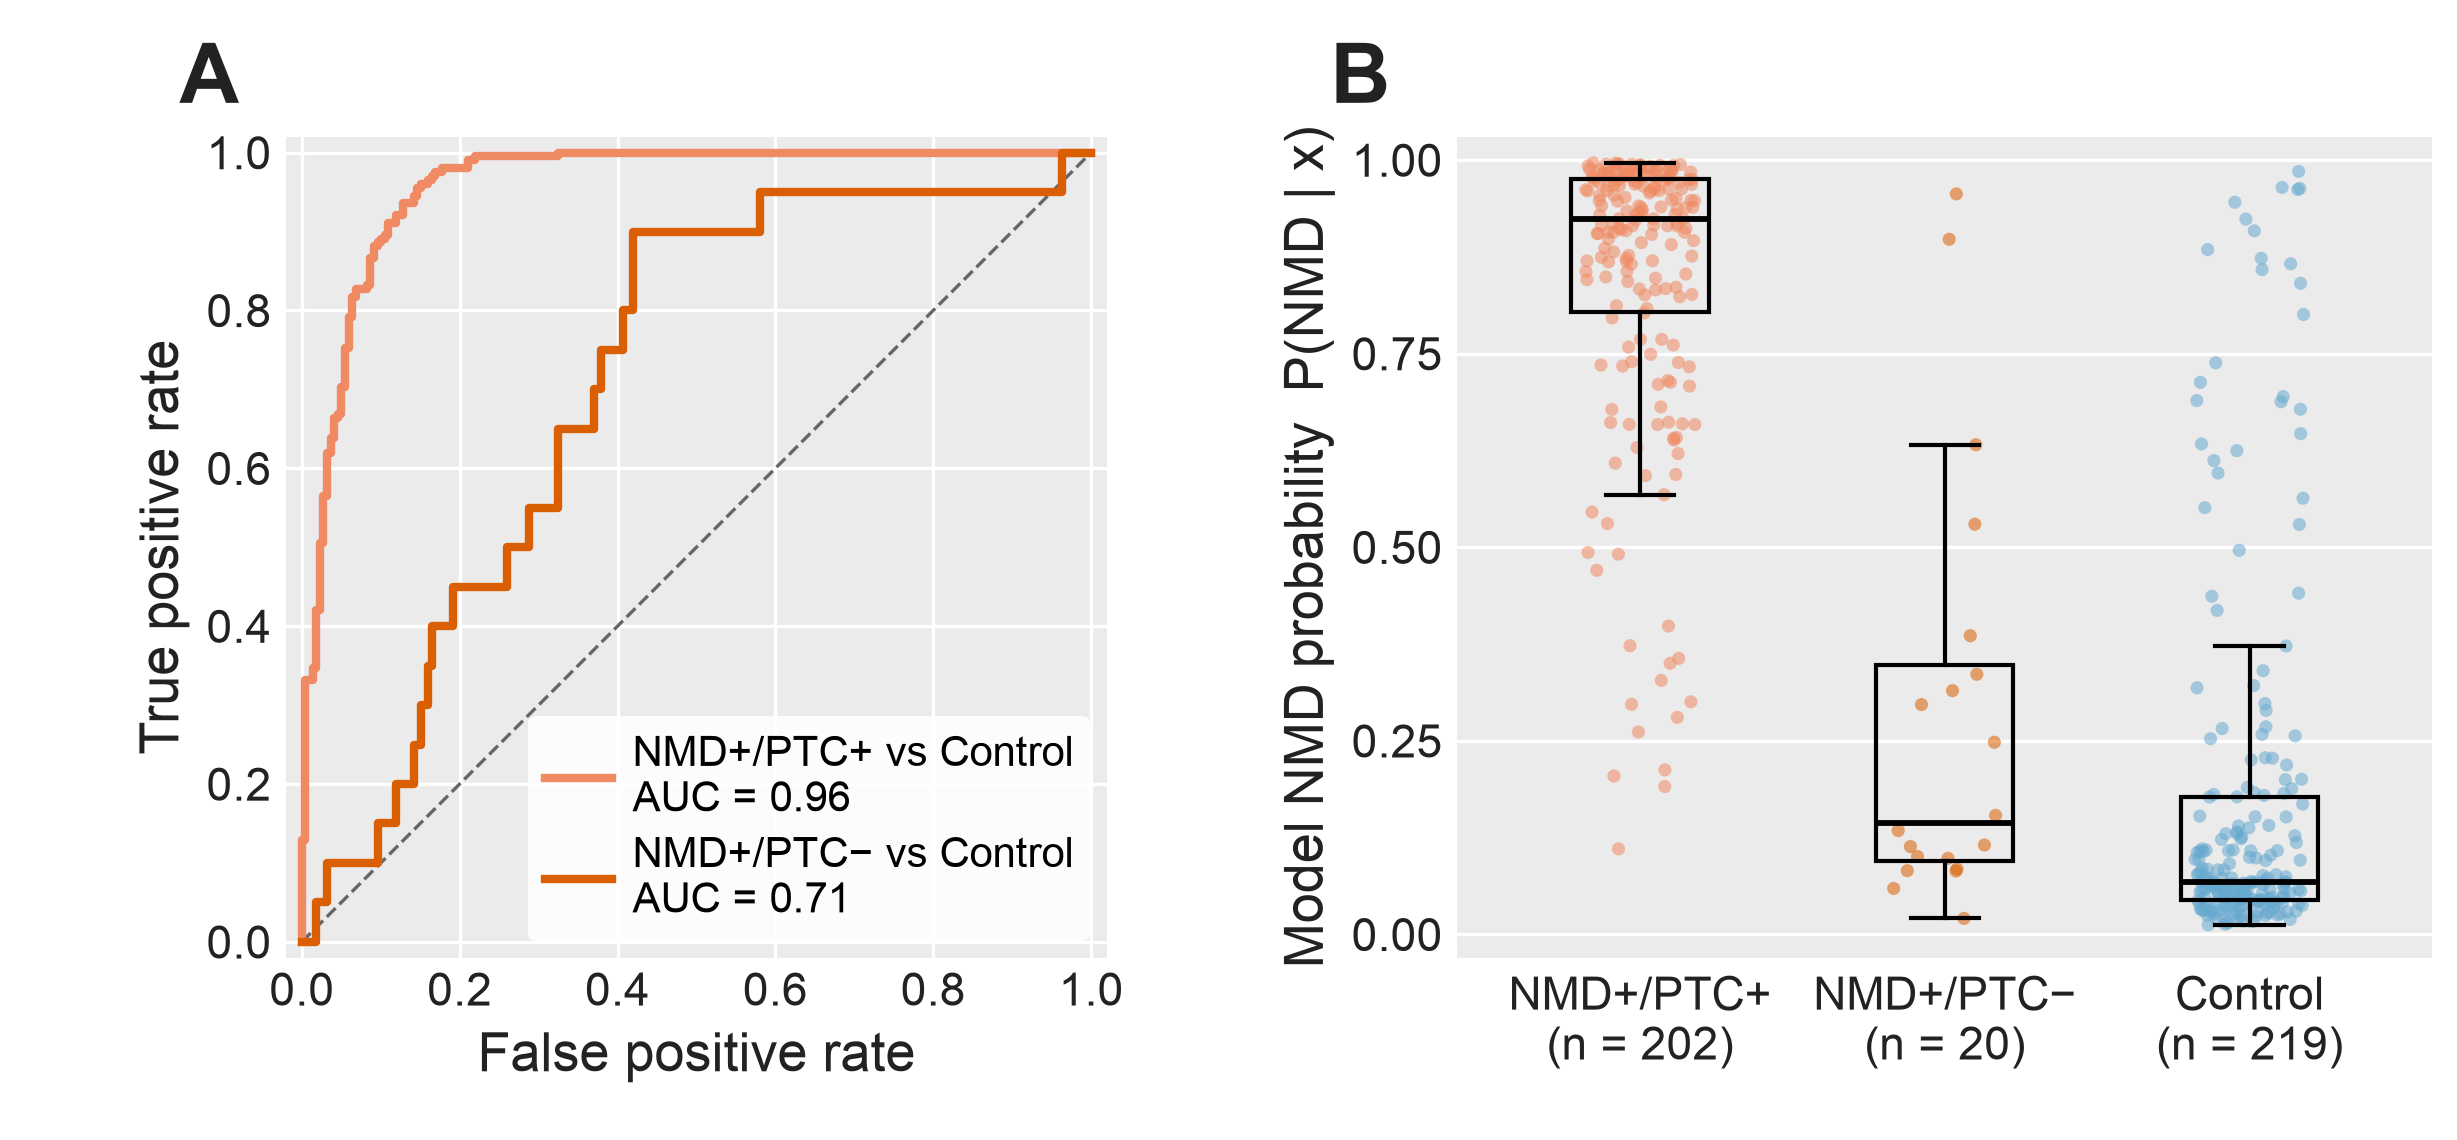 A
True positive rate
1.0
0.8
0.6
0.4
0.2
0.0
0.0 0.2 0.4 0.6 0.8 1.0
False positive rate
NMD+/PTC+ vs Control
AUC = 0.96
NMD+/PTC− vs Control
AUC = 0.71
B
Model NMD probability P(NMD | x)
1.00
0.75
0.50
0.25
0.00
NMD+/PTC+
(n = 202)
NMD+/PTC−
(n = 20)
Control
(n = 219)